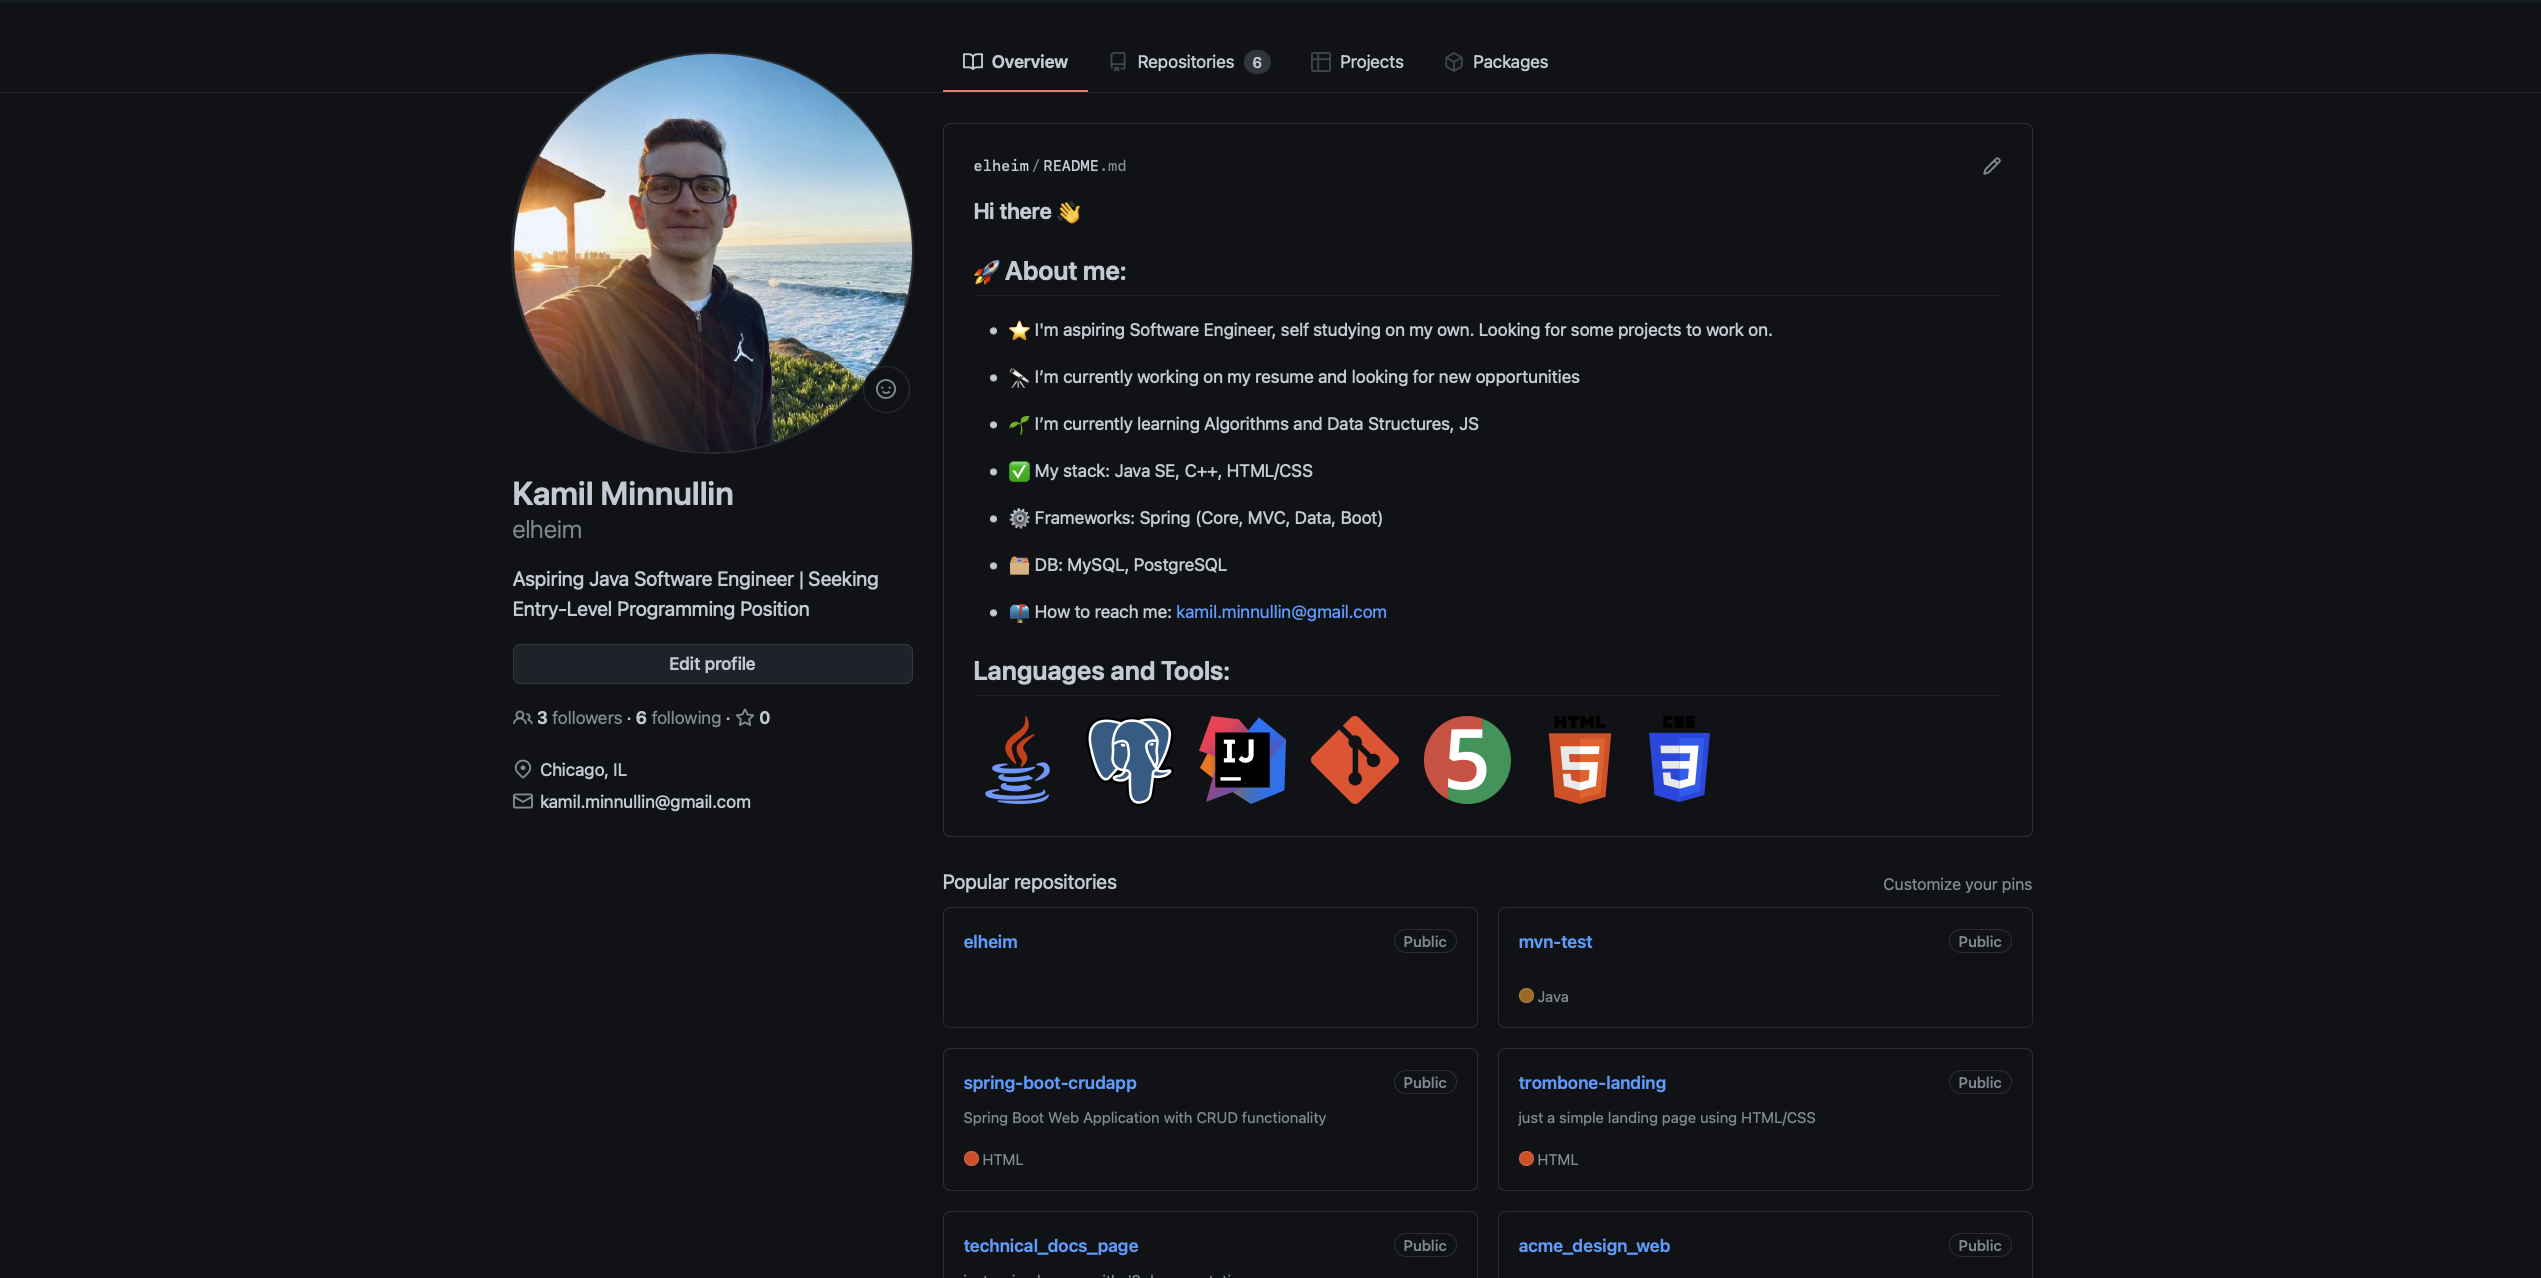 Overview
Repositories 6
Projects
Packages
Kamil Minnullin
elheim
Aspiring Java Software Engineer | Seeking
Entry-Level Programming Position
Edit profile
3 followers · 6 following · 0
Chicago, IL
kamil.minnullin@gmail.com
elheim/README.md
Hi there 👋
🚀 About me:
⭐ I'm aspiring Software Engineer, self studying on my own. Looking for some projects to work on.
🔭 I’m currently working on my resume and looking for new opportunities
🌱 I’m currently learning Algorithms and Data Structures, JS
✅ My stack: Java SE, C++, HTML/CSS
⚙️ Frameworks: Spring (Core, MVC, Data, Boot)
🗂️ DB: MySQL, PostgreSQL
📫 How to reach me: kamil.minnullin@gmail.com
Languages and Tools:
IJ
5
HTML
5
CSS
3
Popular repositories
Customize your pins
elheim
Public
mvn-test
Public
Java
spring-boot-crudapp
Public
Spring Boot Web Application with CRUD functionality
HTML
trombone-landing
Public
just a simple landing page using HTML/CSS
HTML
technical_docs_page
Public
acme_design_web
Public